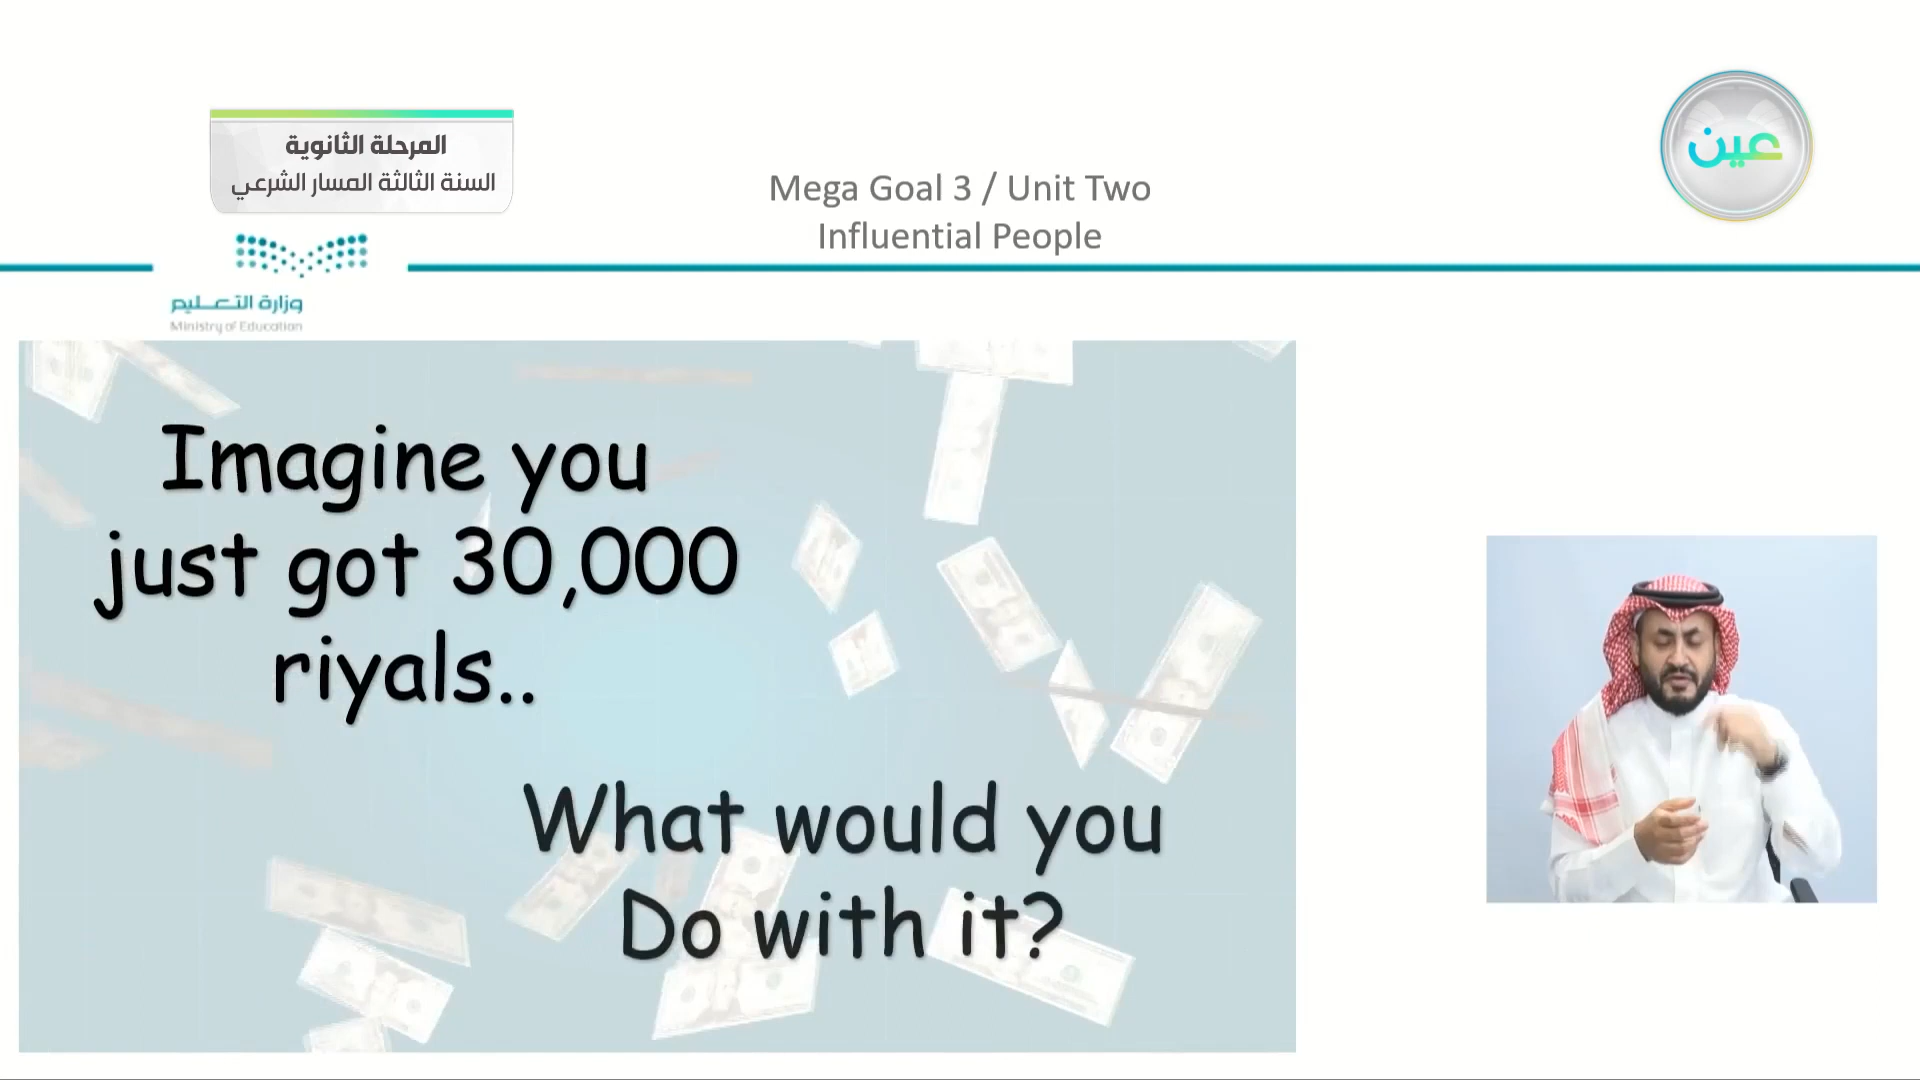 المرحلة الثانوية
السنة الثالثة المسار الشرعي
عين
Mega Goal 3 / Unit Two
Influential People
وزارة التعـــليم
Ministry of Education
Imagine you
just got 30,000
riyals..
What would you
Do with it?